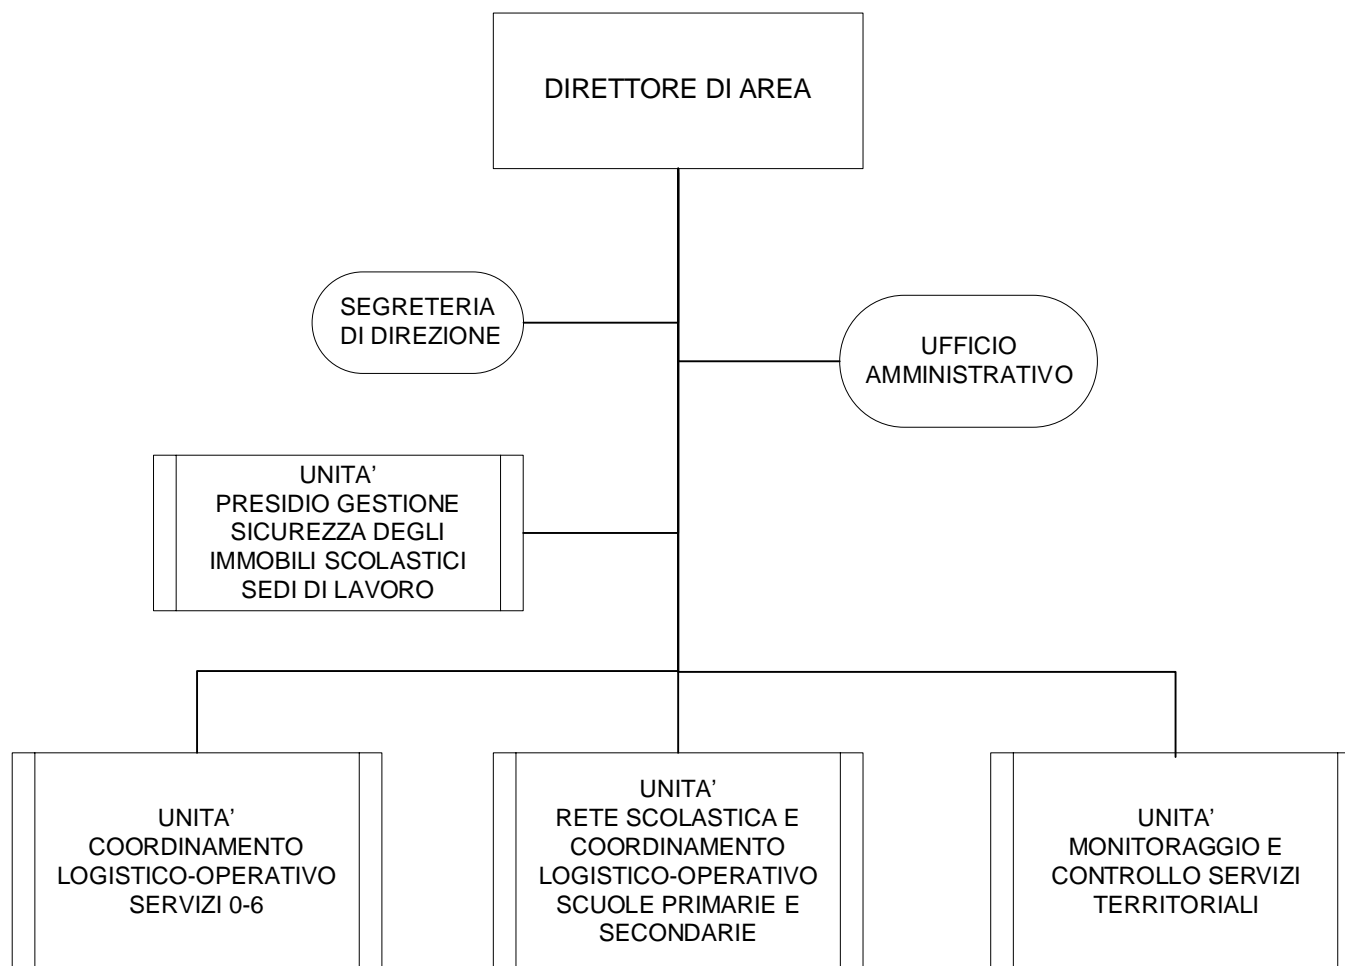 DIRETTORE DI AREA
SEGRETERIA
DI DIREZIONE
UFFICIO
AMMINISTRATIVO
UNITA’
PRESIDIO GESTIONE
SICUREZZA DEGLI
IMMOBILI SCOLASTICI
SEDI DI LAVORO
UNITA’
COORDINAMENTO
LOGISTICO-OPERATIVO
SERVIZI 0-6
UNITA’
RETE SCOLASTICA E
COORDINAMENTO
LOGISTICO-OPERATIVO
SCUOLE PRIMARIE E
SECONDARIE
UNITA’
MONITORAGGIO E
CONTROLLO SERVIZI
TERRITORIALI